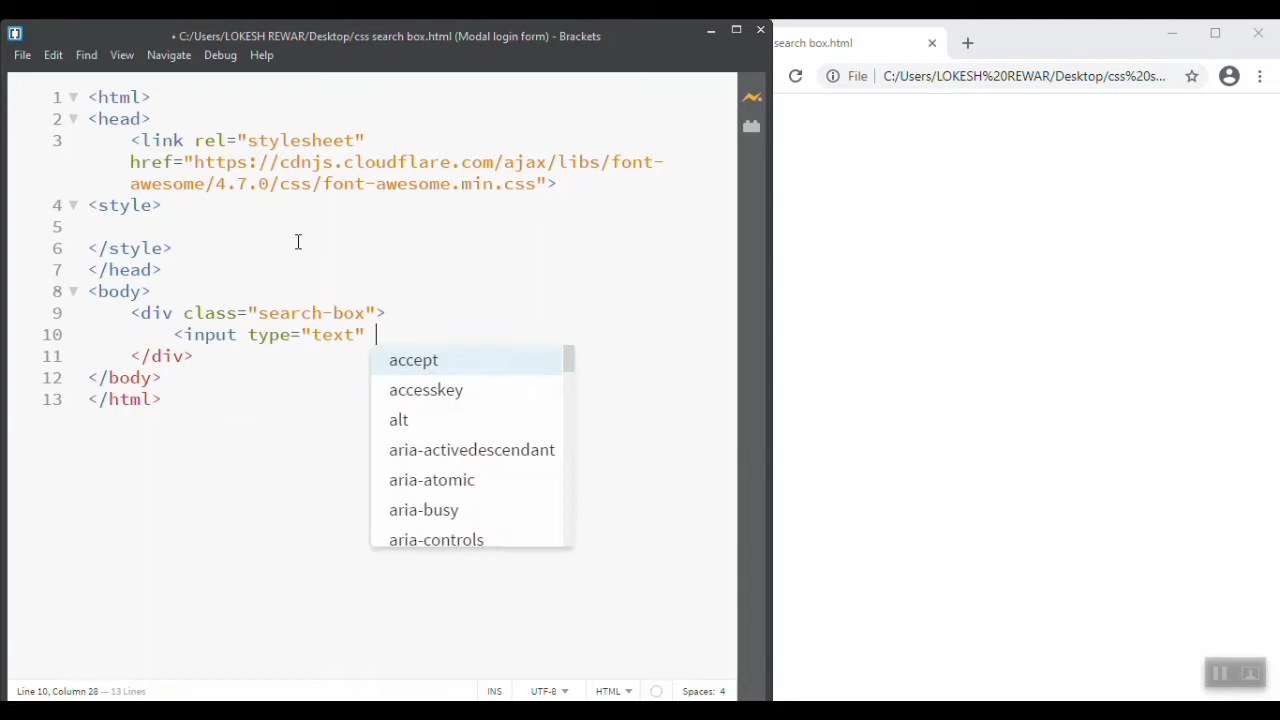 • C:/Users/LOKESH REWAR/Desktop/css search box.html (Modal login form) - Brackets
File Edit Find View Navigate Debug Help
1 <html>
2 <head>
3 <link rel="stylesheet"
href="https://cdnjs.cloudflare.com/ajax/libs/font-
awesome/4.7.0/css/font-awesome.min.css">
4 <style>
5
6 </style>
7 </head>
8 <body>
9 <div class="search-box">
10 <input type="text"
11 </div>
12 </body>
13 </html>
accept
accesskey
alt
aria-activedescendant
aria-atomic
aria-busy
aria-controls
Line 10, Column 28 — 13 Lines
INS UTF-8 HTML Spaces: 4
search box.html
File C:/Users/LOKESH%20REWAR/Desktop/css%20s...